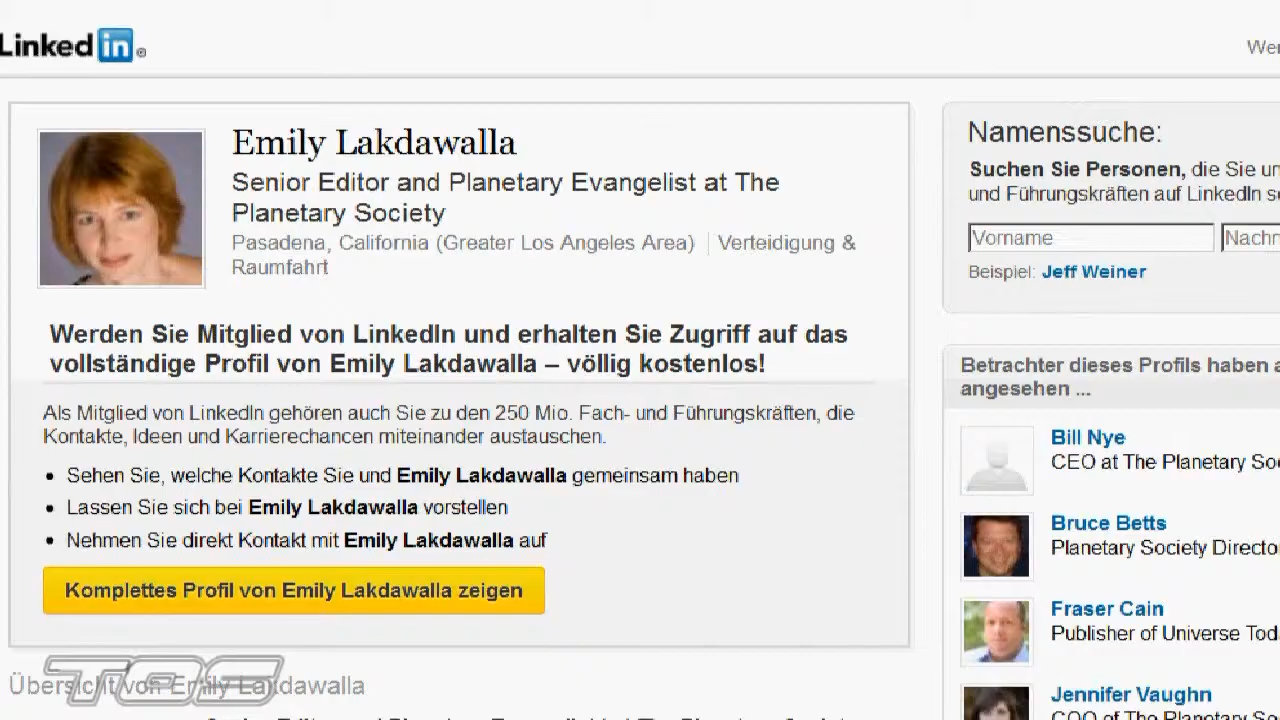 Linked in®
Emily Lakdawalla
Senior Editor and Planetary Evangelist at The
Planetary Society
Pasadena, California (Greater Los Angeles Area) | Verteidigung &
Raumfahrt
Werden Sie Mitglied von LinkedIn und erhalten Sie Zugriff auf das
vollständige Profil von Emily Lakdawalla – völlig kostenlos!
Als Mitglied von LinkedIn gehören auch Sie zu den 250 Mio. Fach- und Führungskräften, die
Kontakte, Ideen und Karrierechancen miteinander austauschen.
• Sehen Sie, welche Kontakte Sie und Emily Lakdawalla gemeinsam haben
• Lassen Sie sich bei Emily Lakdawalla vorstellen
• Nehmen Sie direkt Kontakt mit Emily Lakdawalla auf
Komplettes Profil von Emily Lakdawalla zeigen
Übersicht von Emily Lakdawalla
Namenssuche:
Suchen Sie Personen, die Sie
und Führungskräften auf LinkedIn
Vorname
Beispiel: Jeff Weiner
Betrachter dieses Profils haben
angesehen ...
Bill Nye
CEO at The Planetary
Bruce Betts
Planetary Society
Fraser Cain
Publisher of Universe
Jennifer Vaughn
COO of The Planetary